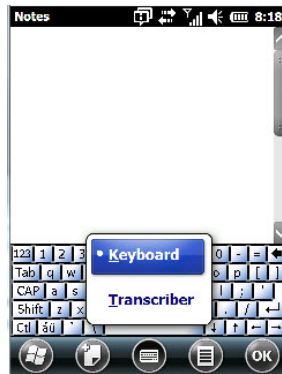 Notes 8:18
123 1 2 3 0 - =
Keyboard
Tab q w o p [ ]
CAP a s l ; '
Transcriber
Shift z x . /
Ctl áü ` \
OK